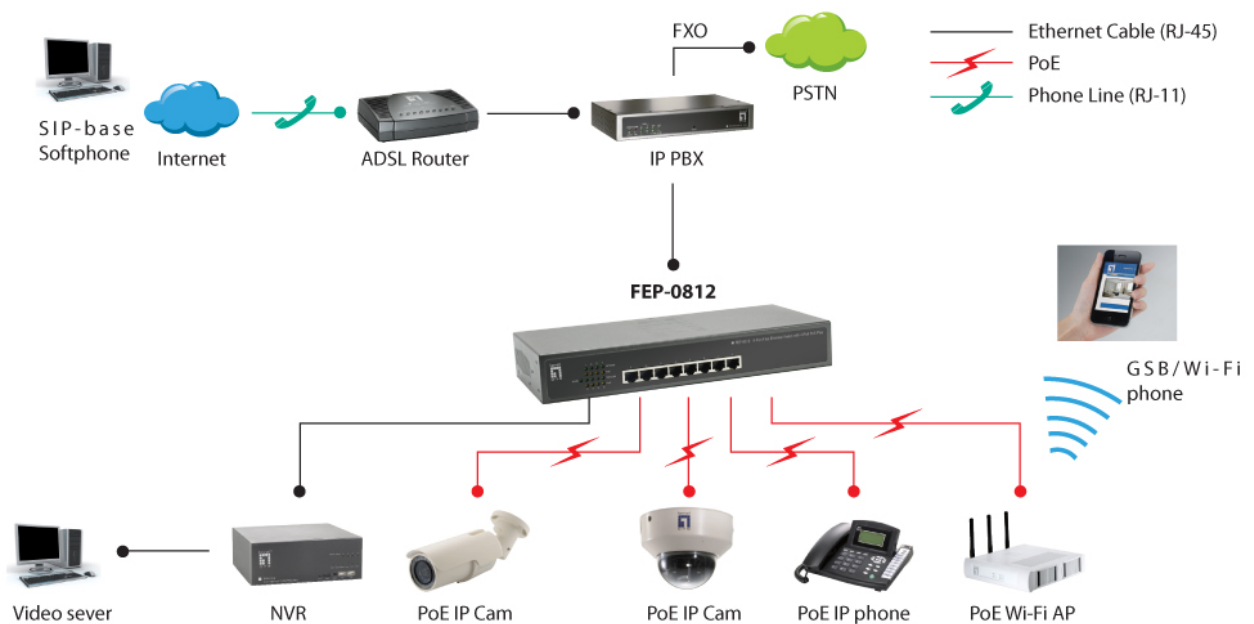 FXO
Ethernet Cable (RJ-45)
PoE
Phone Line (RJ-11)
PSTN
SIP-base
Softphone
Internet
ADSL Router
IP PBX
FEP-0812
GSB/Wi-Fi
phone
Video sever
NVR
PoE IP Cam
PoE IP Cam
PoE IP phone
PoE Wi-Fi AP